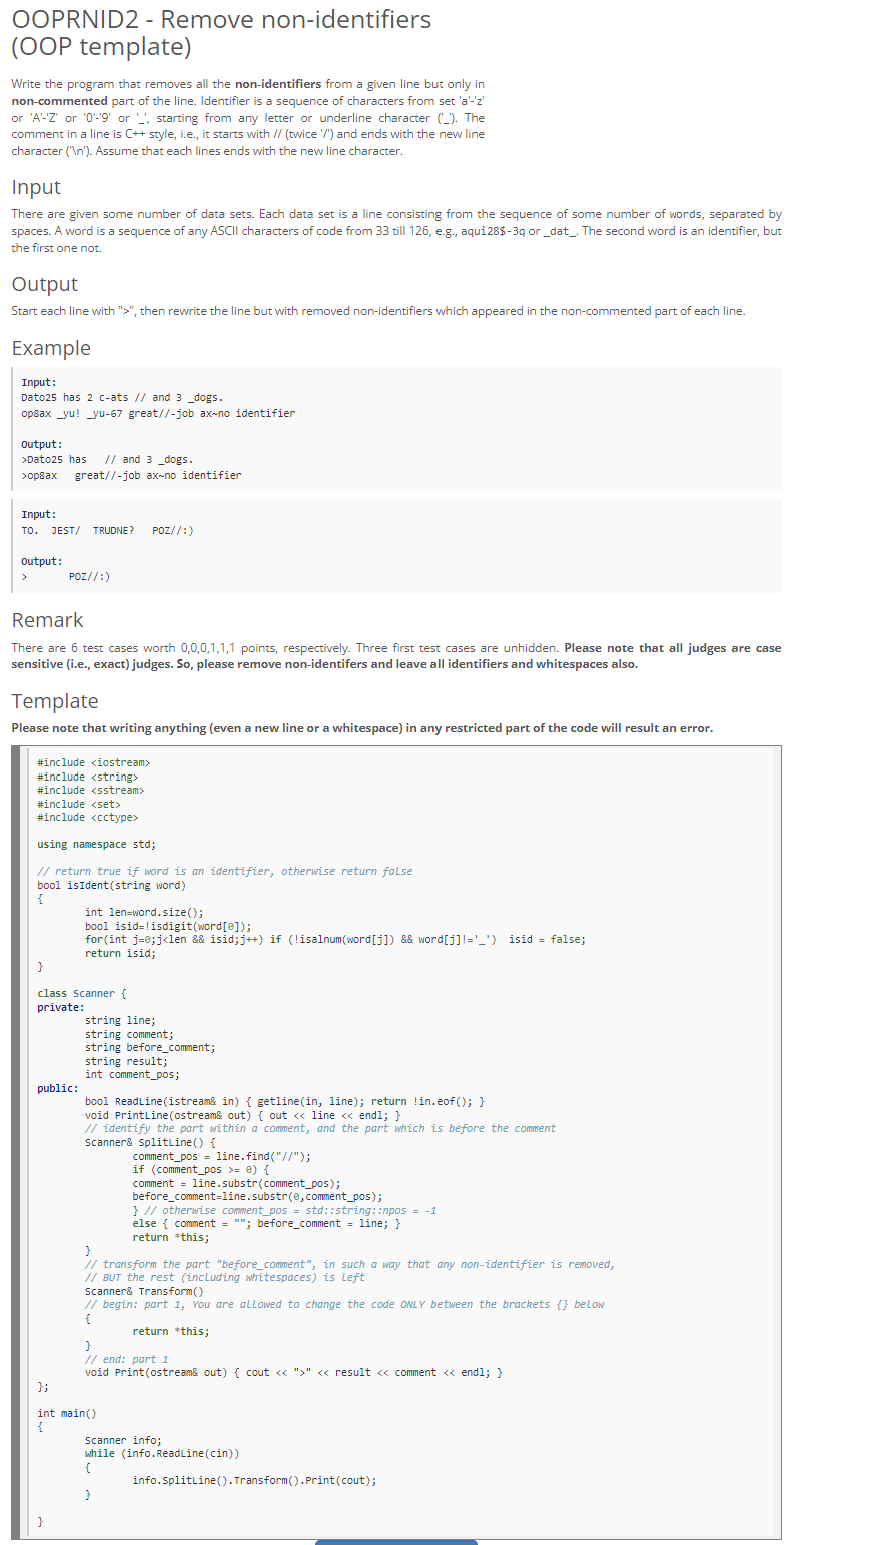 OOPRNID2 - Remove non-identifiers
(OOP template)
Write the program that removes all the non-identifiers from a given line but only in
non-commented part of the line. Identifier is a sequence of characters from set 'a'-'z'
or 'A'-'Z' or '0'-'9' or '_', starting from any letter or underline character ('_'). The
comment in a line is C++ style, i.e., it starts with // (twice '/') and ends with the new line
character ('\n'). Assume that each lines ends with the new line character.
Input
There are given some number of data sets. Each data set is a line consisting from the sequence of some number of words, separated by
spaces. A word is a sequence of any ASCII characters of code from 33 till 126, e.g., aqui28$-3q or _dat_. The second word is an identifier, but
the first one not.
Output
Start each line with ">", then rewrite the line but with removed non-identifiers which appeared in the non-commented part of each line.
Example
Input:
Dato25 has 2 c-ats // and 3 _dogs.
op8ax _yu! _yu-67 great//-job ax~no identifier
Output:
>Dato25 has   // and 3 _dogs.
>op8ax   great//-job ax~no identifier
Input:
TO.  JEST/  TRUDNE?   POZ//:)
Output:
>       POZ//:)
Remark
There are 6 test cases worth 0,0,0,1,1,1 points, respectively. Three first test cases are unhidden. Please note that all judges are case
sensitive (i.e., exact) judges. So, please remove non-identifers and leave all identifiers and whitespaces also.
Template
Please note that writing anything (even a new line or a whitespace) in any restricted part of the code will result an error.
#include <iostream>
#include <string>
#include <sstream>
#include <set>
#include <cctype>
using namespace std;
// return true if word is an identifier, otherwise return false
bool isIdent(string word)
{
int len=word.size();
bool isid=!isdigit(word[0]);
for(int j=0;j<len && isid;j++) if (!isalnum(word[j]) && word[j]!='_')  isid = false;
return isid;
}
class Scanner {
private:
string line;
string comment;
string before_comment;
string result;
int comment_pos;
public:
bool ReadLine(istream& in) { getline(in, line); return !in.eof(); }
void PrintLine(ostream& out) { out << line << endl; }
// identify the part within a comment, and the part which is before the comment
Scanner& SplitLine() {
comment_pos = line.find("//");
if (comment_pos >= 0) {
comment = line.substr(comment_pos);
before_comment=line.substr(0,comment_pos);
} // otherwise comment_pos = std::string::npos = -1
else { comment = ""; before_comment = line; }
return *this;
}
// transform the part "before_comment", in such a way that any non-identifier is removed,
// BUT the rest (including whitespaces) is left
Scanner& Transform()
// begin: part 1, You are allowed to change the code ONLY between the brackets {} below
{
return *this;
}
// end: part 1
void Print(ostream& out) { cout << ">" << result << comment << endl; }
};
int main()
{
Scanner info;
while (info.ReadLine(cin))
{
info.SplitLine().Transform().Print(cout);
}
}